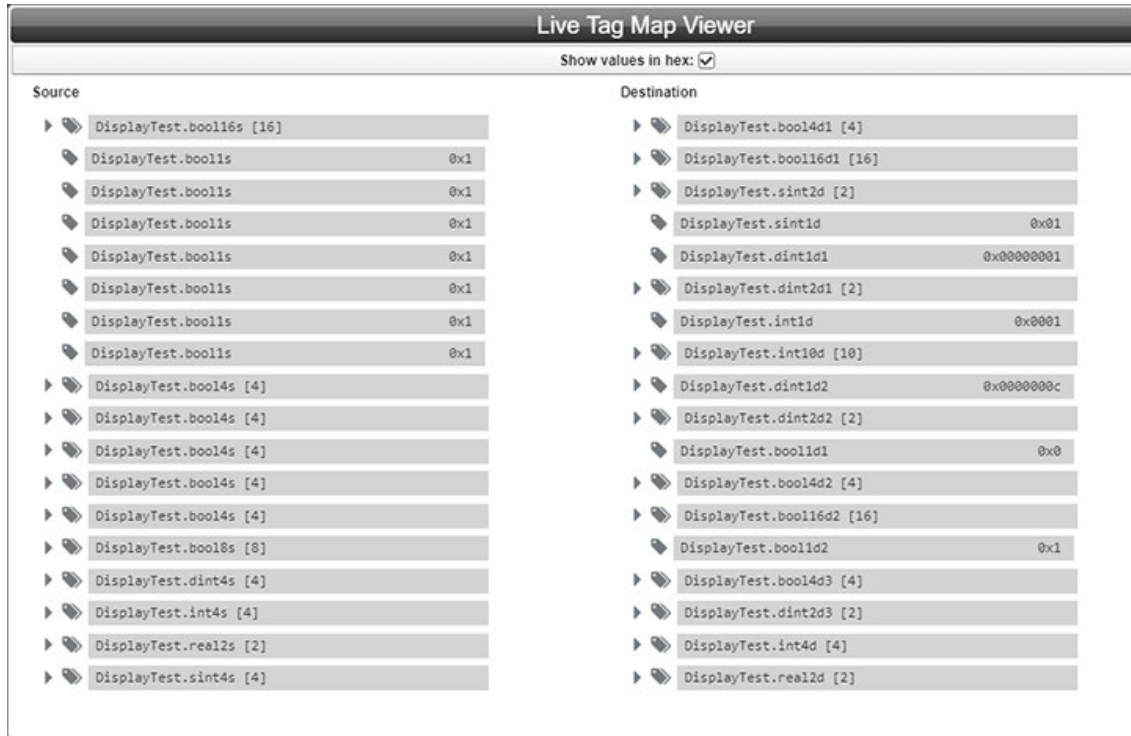 Live Tag Map Viewer
Show values in hex:
Source
DisplayTest.bool16s [16]
DisplayTest.bool1s 0x1
DisplayTest.bool1s 0x1
DisplayTest.bool1s 0x1
DisplayTest.bool1s 0x1
DisplayTest.bool1s 0x1
DisplayTest.bool1s 0x1
DisplayTest.bool1s 0x1
DisplayTest.bool4s [4]
DisplayTest.bool4s [4]
DisplayTest.bool4s [4]
DisplayTest.bool4s [4]
DisplayTest.bool4s [4]
DisplayTest.bool8s [8]
DisplayTest.dint4s [4]
DisplayTest.int4s [4]
DisplayTest.real2s [2]
DisplayTest.sint4s [4]
Destination
DisplayTest.bool4d1 [4]
DisplayTest.bool16d1 [16]
DisplayTest.sint2d [2]
DisplayTest.sint1d 0x01
DisplayTest.dint1d1 0x00000001
DisplayTest.dint2d1 [2]
DisplayTest.int1d 0x0001
DisplayTest.int10d [10]
DisplayTest.dint1d2 0x0000000c
DisplayTest.dint2d2 [2]
DisplayTest.bool1d1 0x0
DisplayTest.bool4d2 [4]
DisplayTest.bool16d2 [16]
DisplayTest.bool1d2 0x1
DisplayTest.bool4d3 [4]
DisplayTest.dint2d3 [2]
DisplayTest.int4d [4]
DisplayTest.real2d [2]